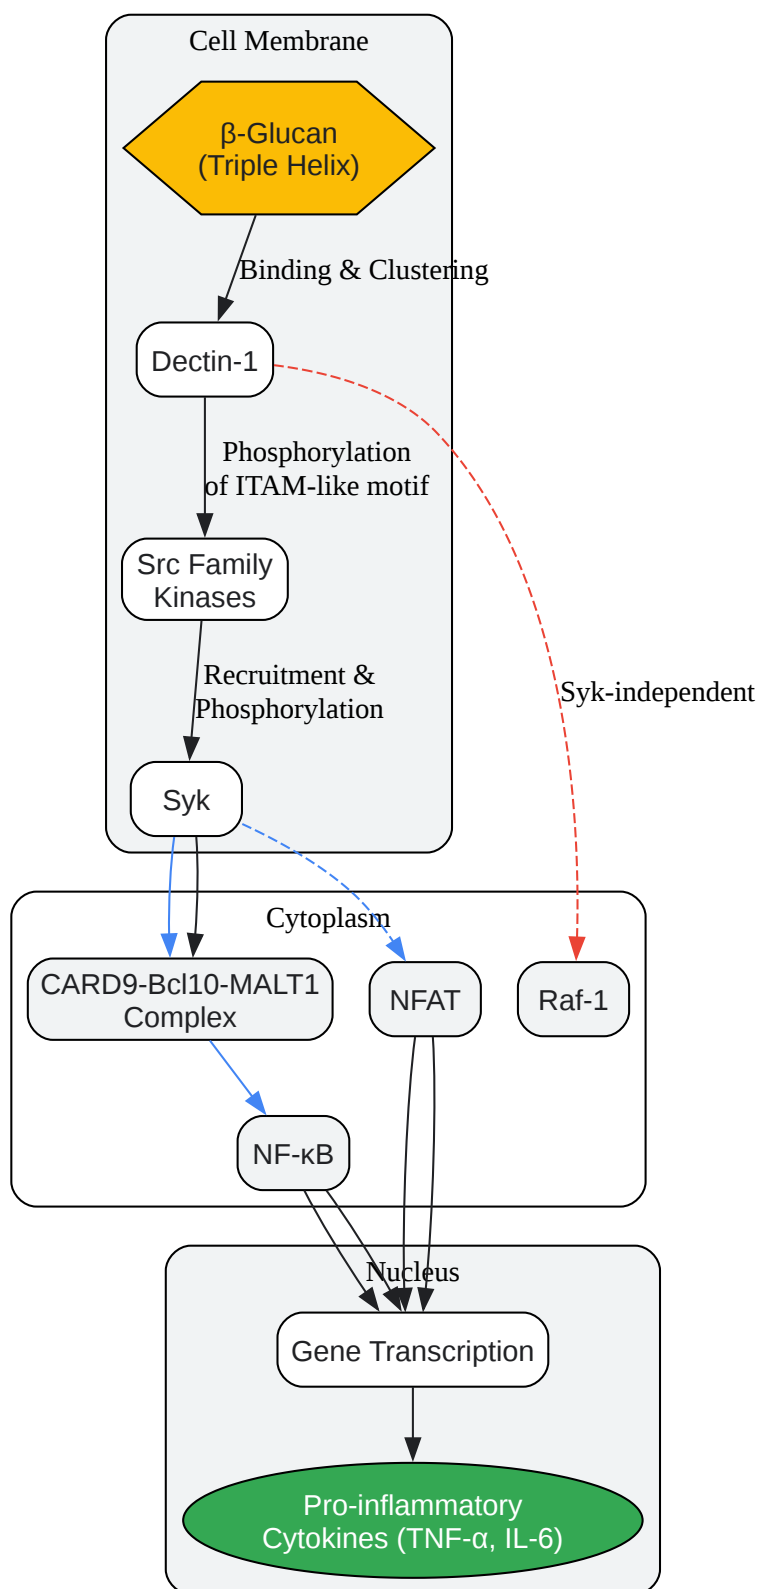 Cell Membrane
β-Glucan
(Triple Helix)
Binding & Clustering
Dectin-1
Phosphorylation
of ITAM-like motif
Src Family
Kinases
Recruitment &
Phosphorylation
Syk-independent
Syk
Cytoplasm
CARD9-Bcl10-MALT1
Complex
NFAT
Raf-1
NF-κB
Nucleus
Gene Transcription
Pro-inflammatory
Cytokines (TNF-α, IL-6)